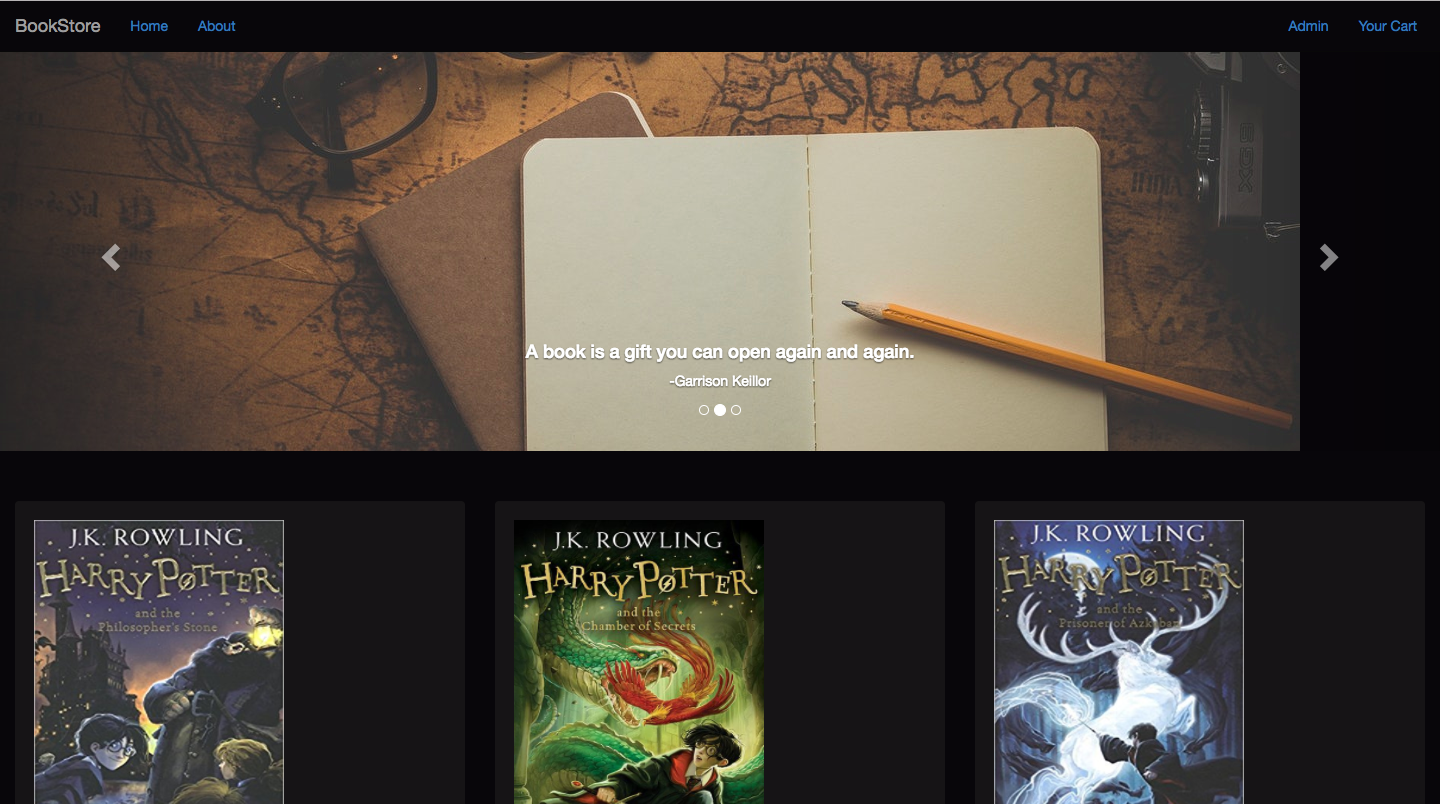 BookStore Home About Admin Your Cart
INDIA
XG3
A book is a gift you can open again and again.
-Garrison Keillor
J.K. ROWLING
HARRY POTTER
and the
Philosopher's Stone
J.K. ROWLING
HARRY POTTER
and the
Chamber of Secrets
J.K. ROWLING
HARRY POTTER
and the
Prisoner of Azkaban